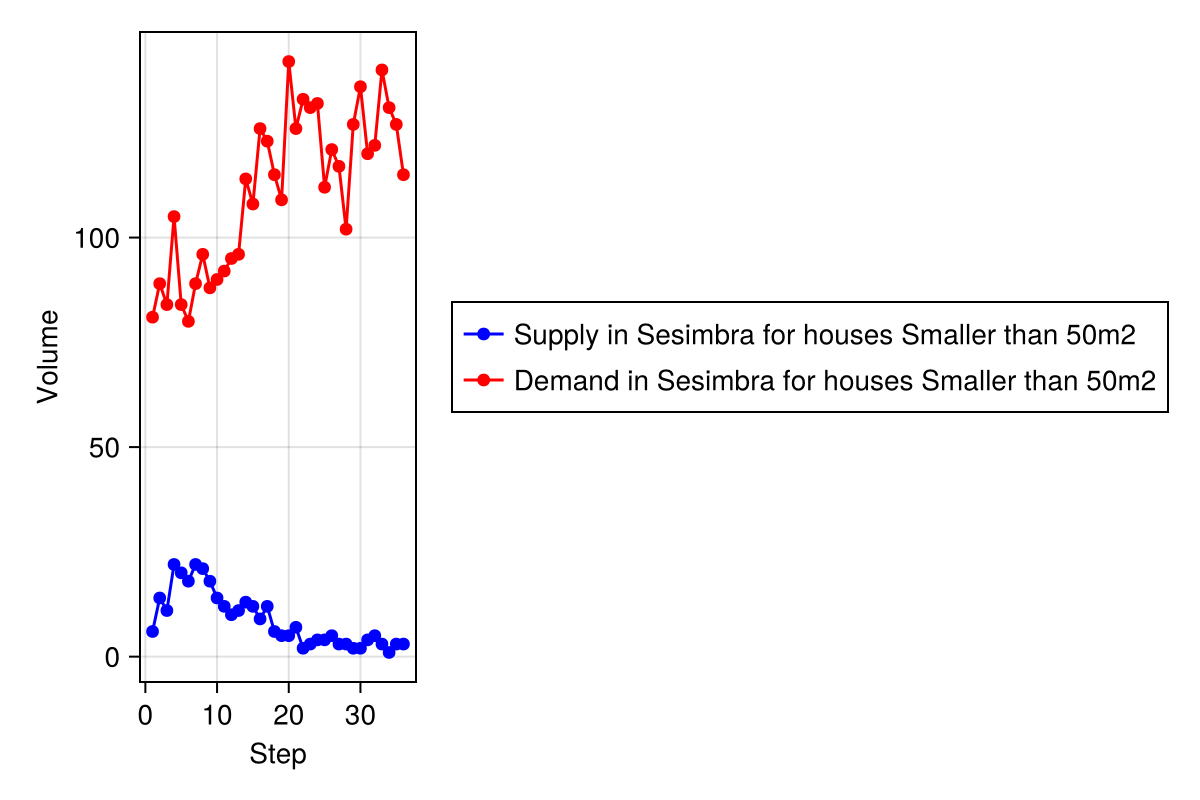 Volume
100
50
0
0 10 20 30
Step
Supply in Sesimbra for houses Smaller than 50m2
Demand in Sesimbra for houses Smaller than 50m2